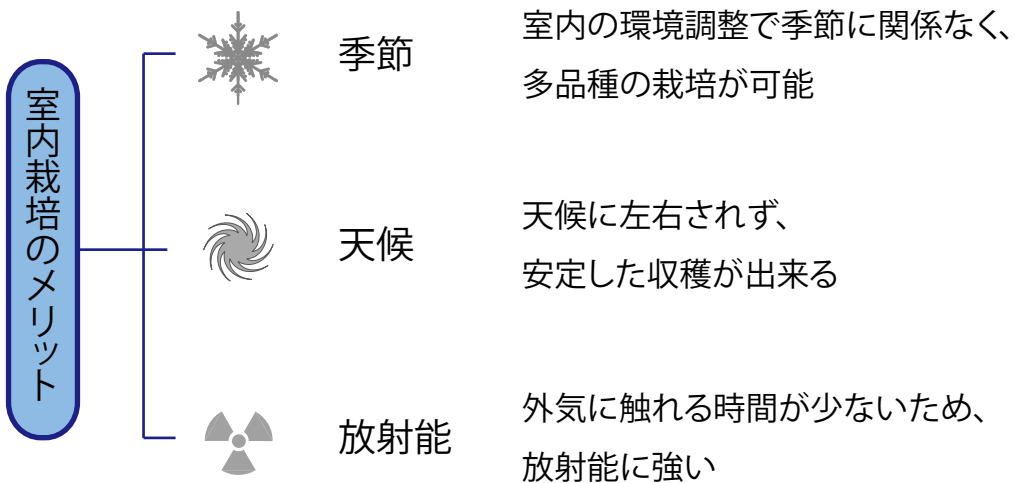 室内栽培のメリット
季節
室内の環境調整で季節に関係なく、
多品種の栽培が可能
天候
天候に左右されず、
安定した収穫が出来る
放射能
外気に触れる時間が少ないため、
放射能に強い